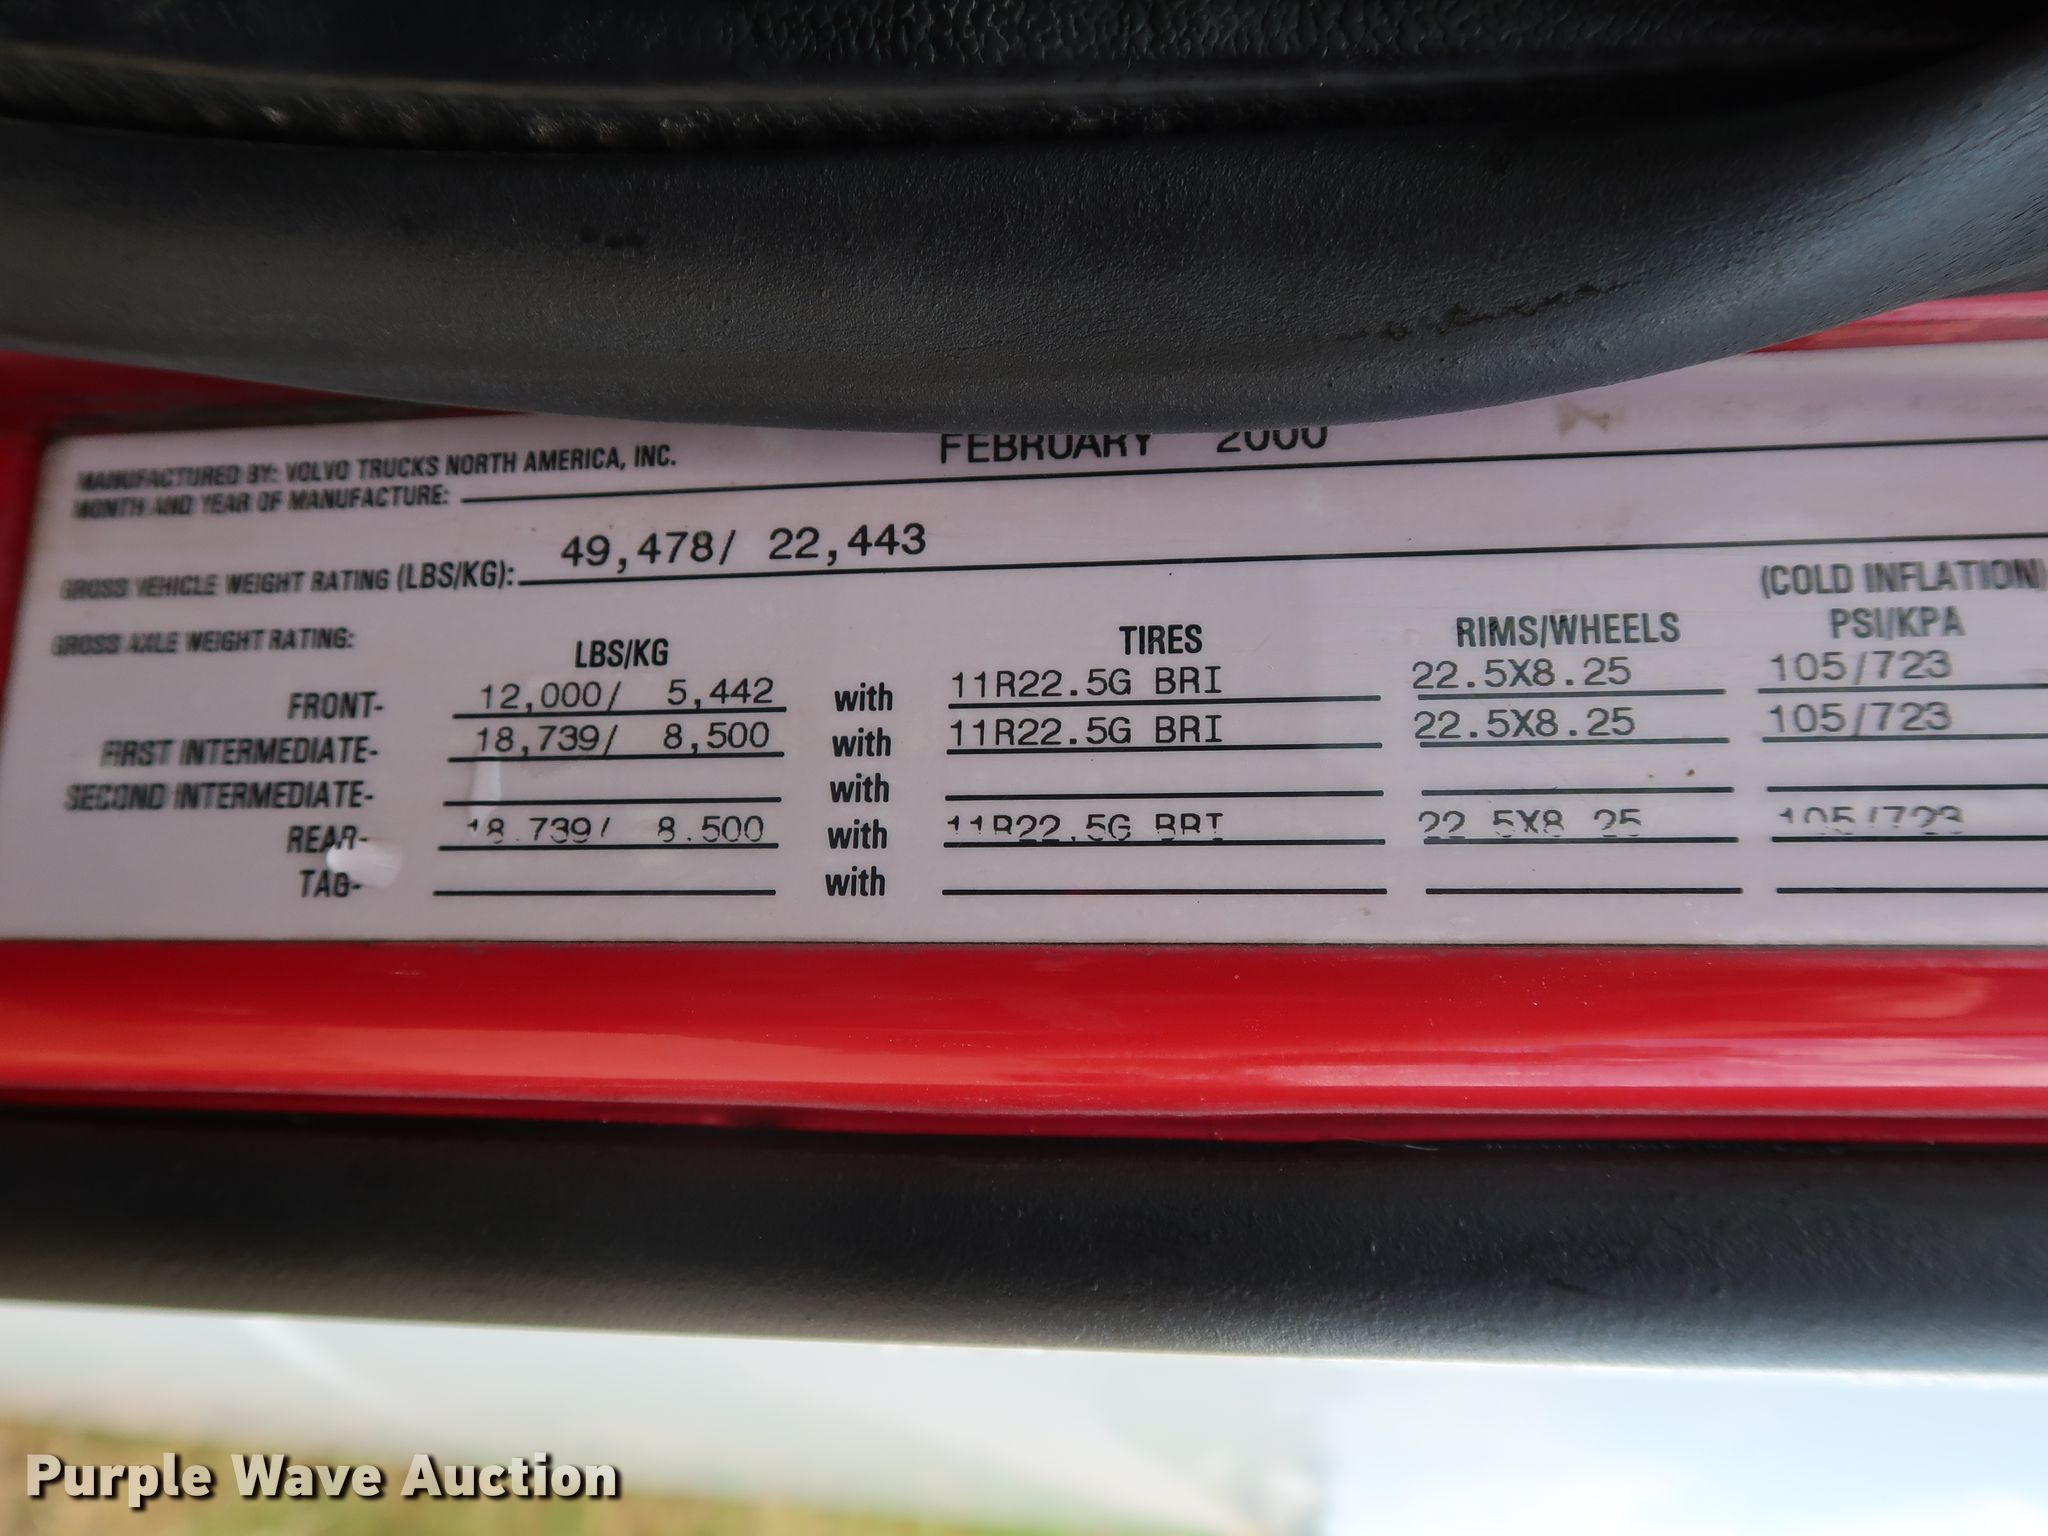 MANUFACTURED BY: VOLVO TRUCKS NORTH AMERICA, INC.
MONTH AND YEAR OF MANUFACTURE: FEBRUARY 2000
GROSS VEHICLE WEIGHT RATING (LBS/KG): 49,478/ 22,443
GROSS AXLE WEIGHT RATING: LBS/KG TIRES RIMS/WHEELS (COLD INFLATION) PSI/KPA
FRONT- 12,000/ 5,442 with 11R22.5G BRI 22.5X8.25 105/723
FIRST INTERMEDIATE- 18,739/ 8,500 with 11R22.5G BRI 22.5X8.25 105/723
SECOND INTERMEDIATE- with
REAR- 18.739/ 8.500 with 11R22.5G BRI 22 5X8 25 105/723
TAG- with
Purple Wave Auction